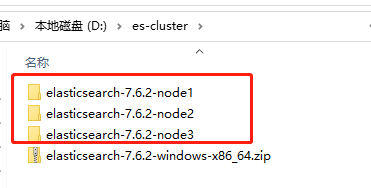 脑 > 本地磁盘 (D:) > es-cluster
名称
elasticsearch-7.6.2-node1
elasticsearch-7.6.2-node2
elasticsearch-7.6.2-node3
elasticsearch-7.6.2-windows-x86_64.zip